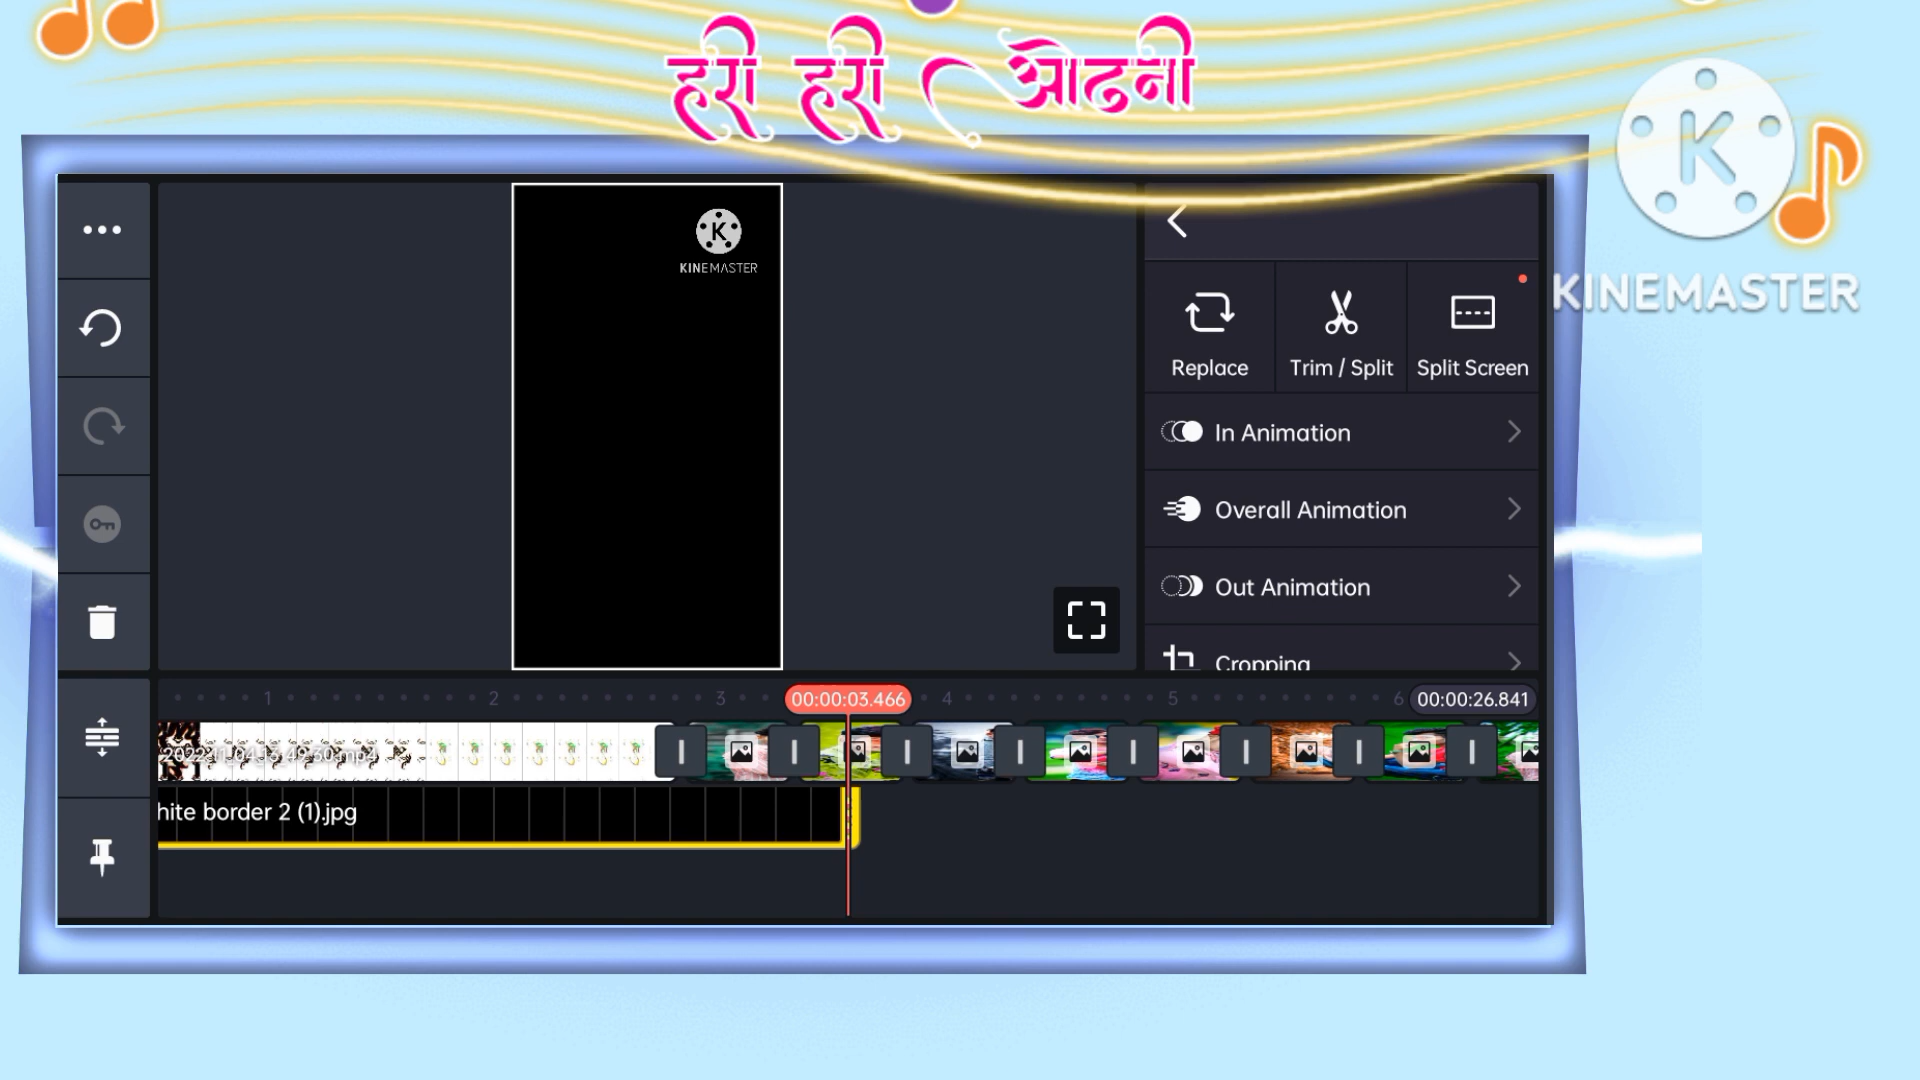 हरी हरी ओढनी
KINEMASTER
KINEMASTER
Replace
Trim / Split
Split Screen
In Animation
Overall Animation
Out Animation
Cropping
1 2 3 00:00:03.466 4 5 6 00:00:26.841
hite border 2 (1).jpg